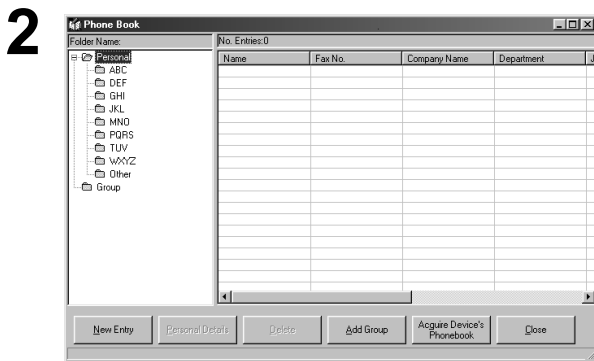 2
Phone Book
Folder Name:
No. Entries:0
Personal
ABC
DEF
GHI
JKL
MNO
PQRS
TUV
WXYZ
Other
Group
Name Fax No. Company Name Department J
New Entry Personal Details Delete Add Group Acquire Device's Phonebook Close